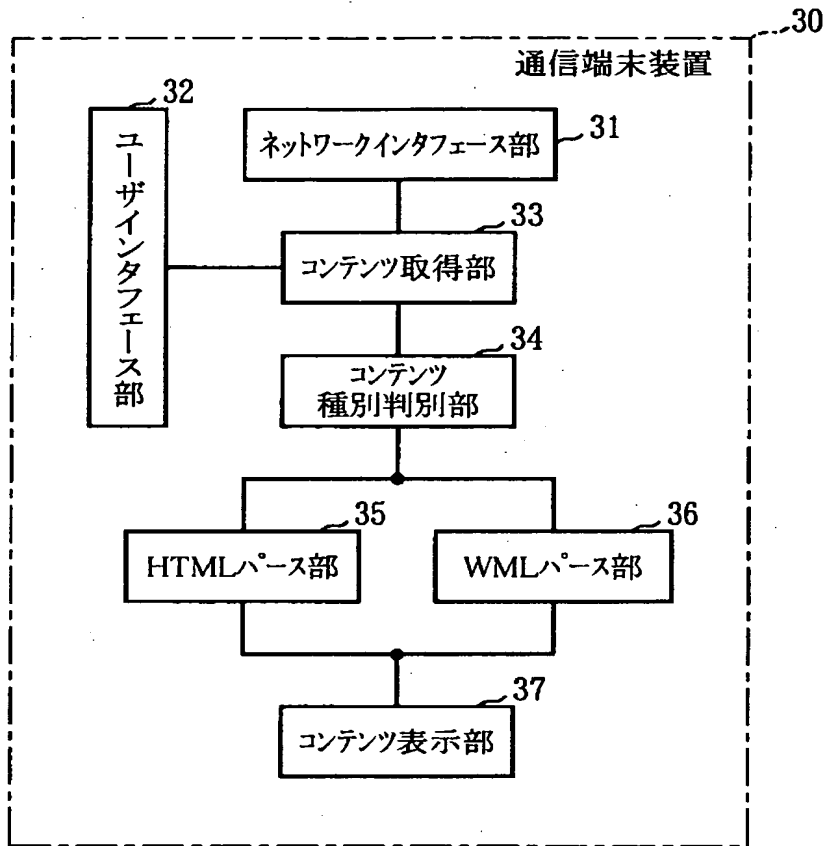 30
通信端末装置
32
ユーザインタフェース部
ネットワークインタフェース部
31
33
コンテンツ取得部
34
コンテンツ
種別判別部
35
HTMLパース部
36
WMLパース部
37
コンテンツ表示部